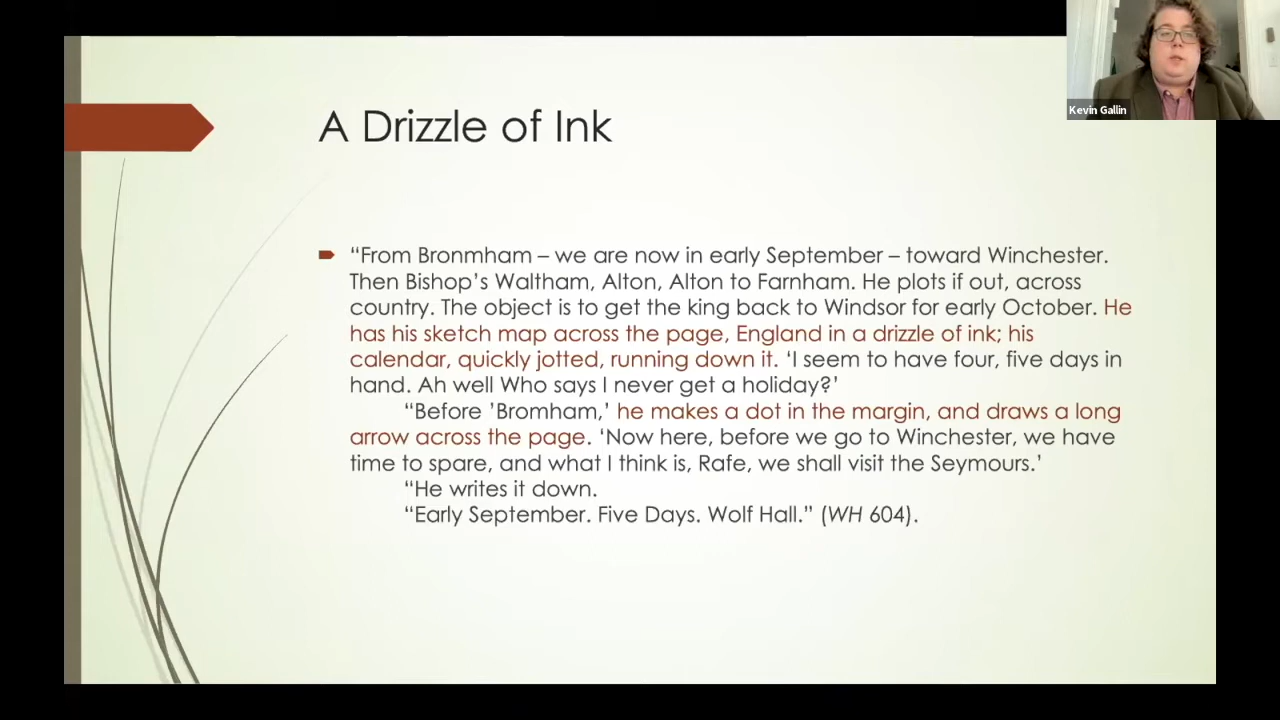 Kevin Gallin
A Drizzle of Ink
“From Bronmham – we are now in early September – toward Winchester.
Then Bishop’s Waltham, Alton, Alton to Farnham. He plots if out, across
country. The object is to get the king back to Windsor for early October. He
has his sketch map across the page, England in a drizzle of ink; his
calendar, quickly jotted, running down it. ‘I seem to have four, five days in
hand. Ah well Who says I never get a holiday?’
“Before ’Bromham,’ he makes a dot in the margin, and draws a long
arrow across the page. ‘Now here, before we go to Winchester, we have
time to spare, and what I think is, Rafe, we shall visit the Seymours.’
“He writes it down.
“Early September. Five Days. Wolf Hall.” (WH 604).